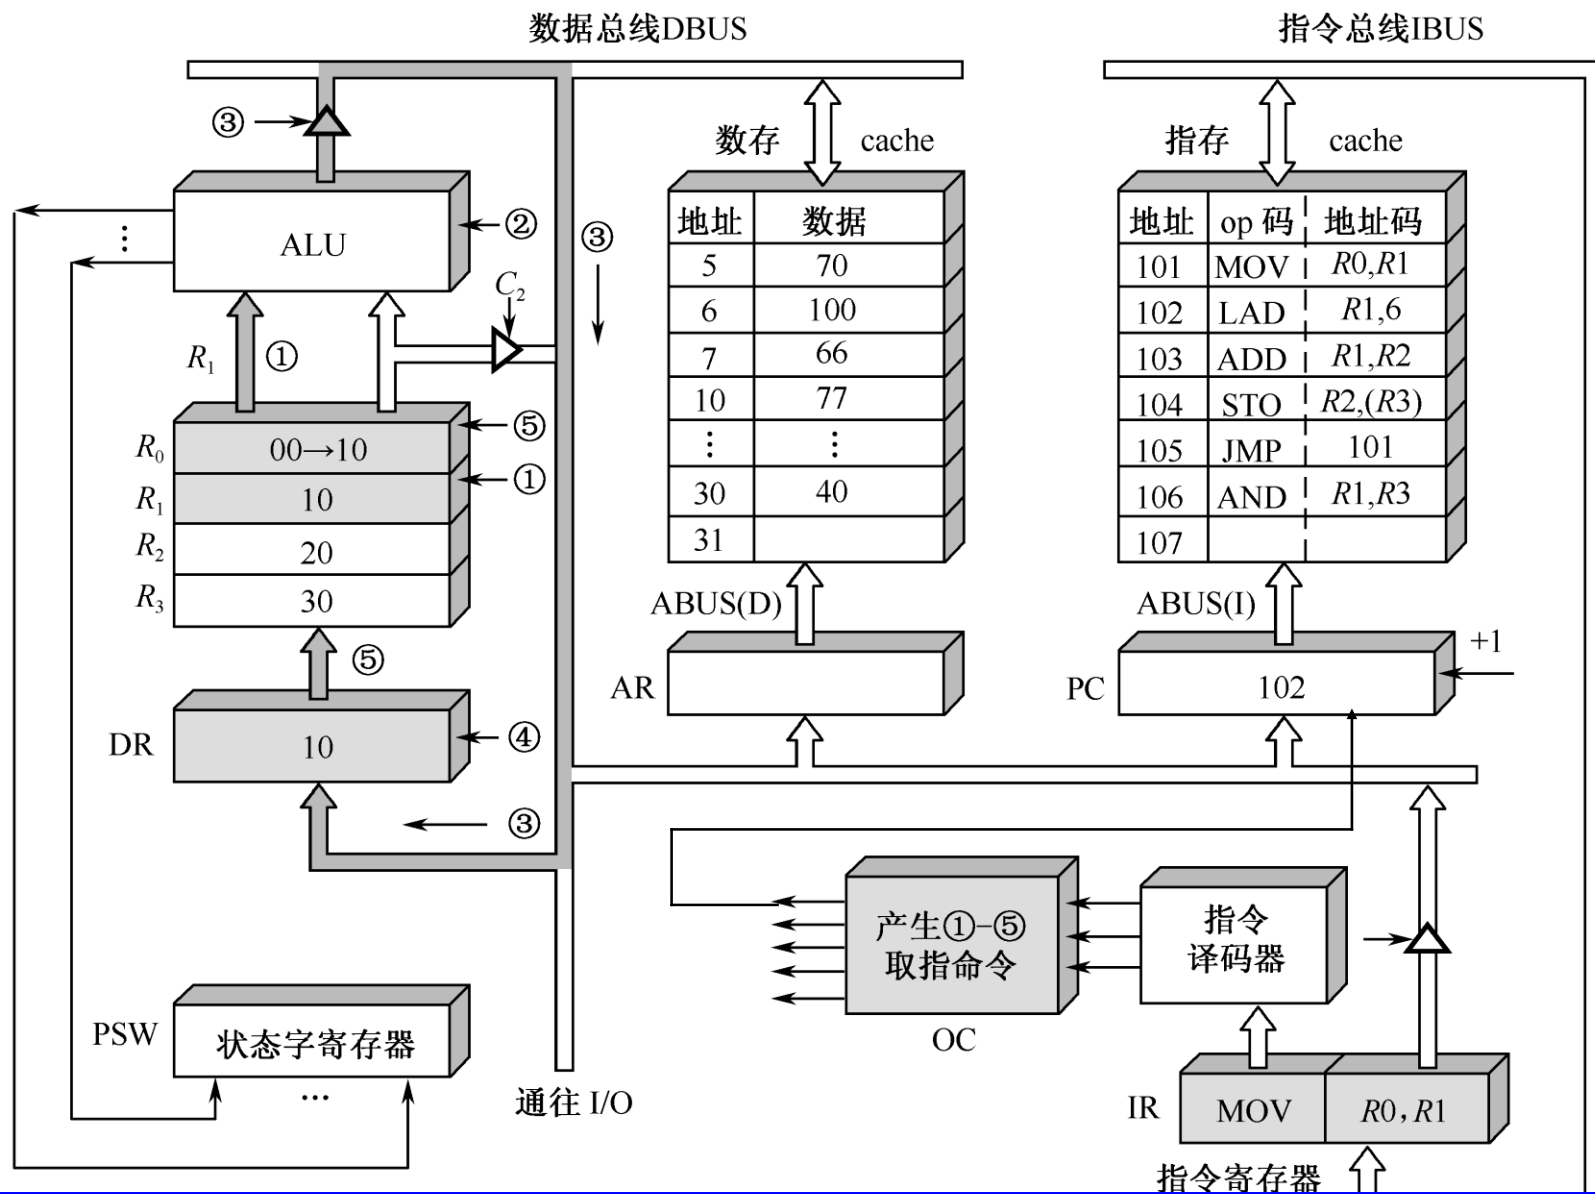 数据总线DBUS
指令总线IBUS
③
数存 cache
指存 cache
ALU
②
③
C₂
R₁
①
地址 数据
5 70
6 100
7 66
10 77
⋮ ⋮
30 40
31
地址 op 码 地址码
101 MOV R0,R1
102 LAD R1,6
103 ADD R1,R2
104 STO R2,(R3)
105 JMP 101
106 AND R1,R3
107
⑤
R₀ 00→10
①
R₁ 10
R₂ 20
R₃ 30
⑤
ABUS(D)
ABUS(I)
AR
PC 102
+1
DR 10
④
③
产生①-⑤
取指命令
OC
指令
译码器
PSW 状态字寄存器
…
通往 I/O
IR MOV R0，R1
指令寄存器